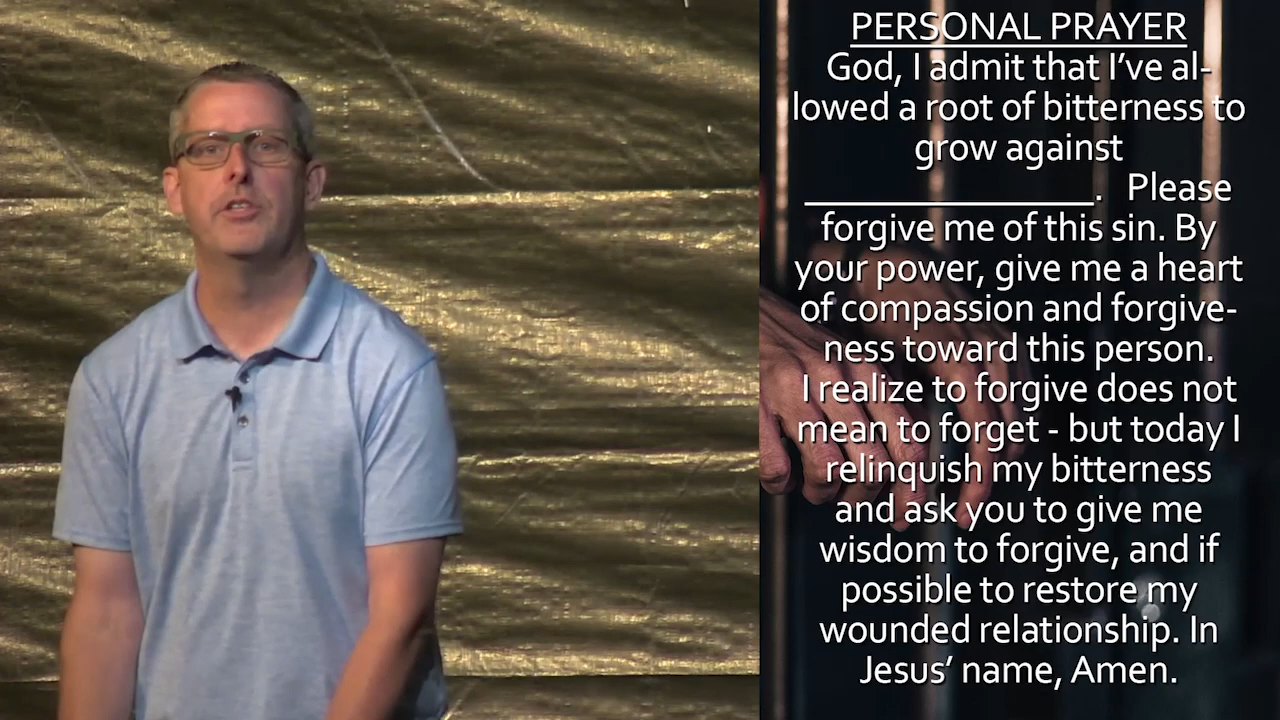 PERSONAL PRAYER
God, I admit that I've al-
lowed a root of bitterness to
grow against
_______________. Please
forgive me of this sin. By
your power, give me a heart
of compassion and forgive-
ness toward this person.
I realize to forgive does not
mean to forget - but today I
relinquish my bitterness
and ask you to give me
wisdom to forgive, and if
possible to restore my
wounded relationship. In
Jesus' name, Amen.